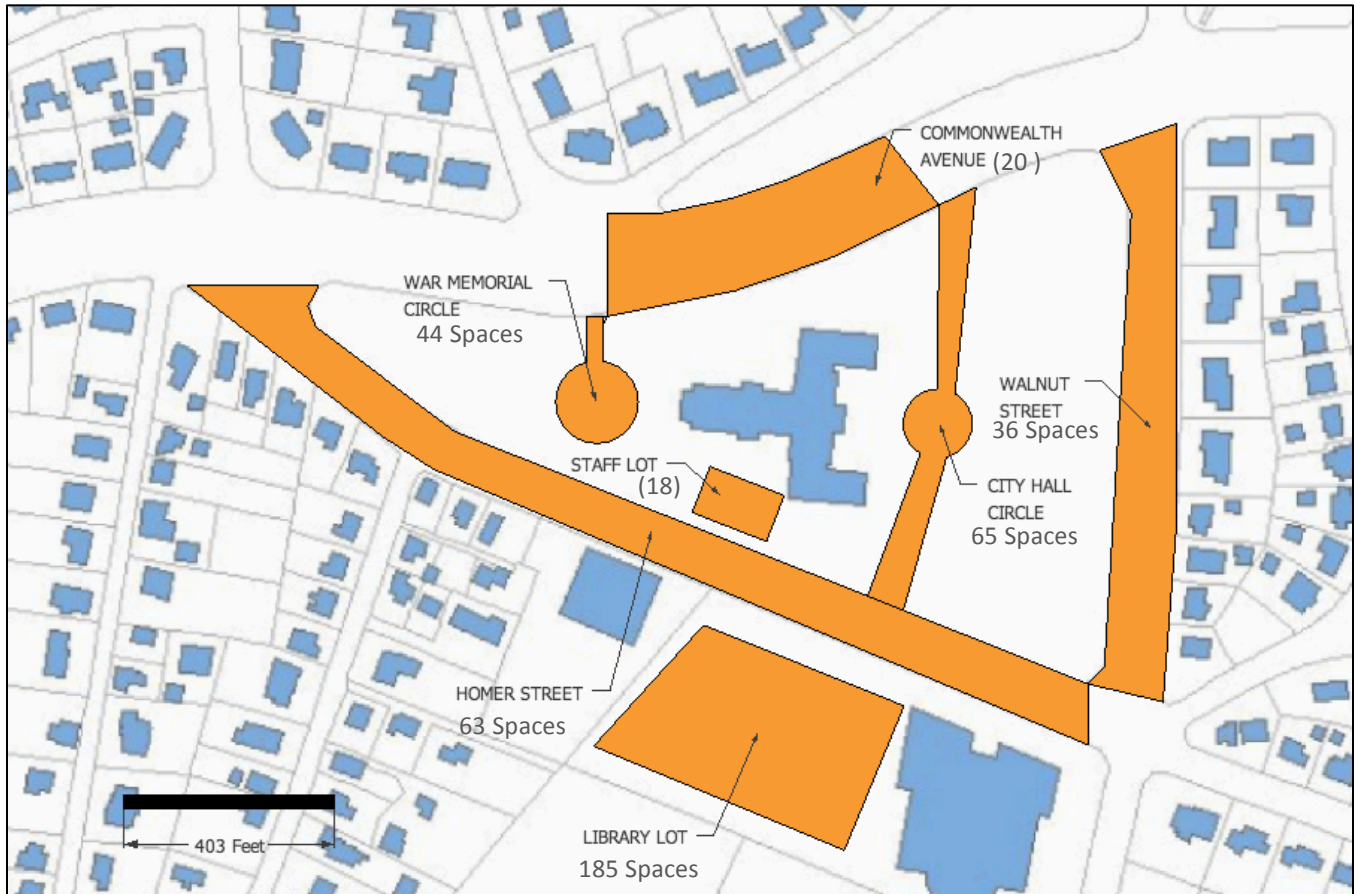 COMMONWEALTH
AVENUE (20 )
WAR MEMORIAL
CIRCLE
44 Spaces
WALNUT
STREET
36 Spaces
STAFF LOT
(18)
CITY HALL
CIRCLE
65 Spaces
HOMER STREET
63 Spaces
LIBRARY LOT
185 Spaces
403 Feet